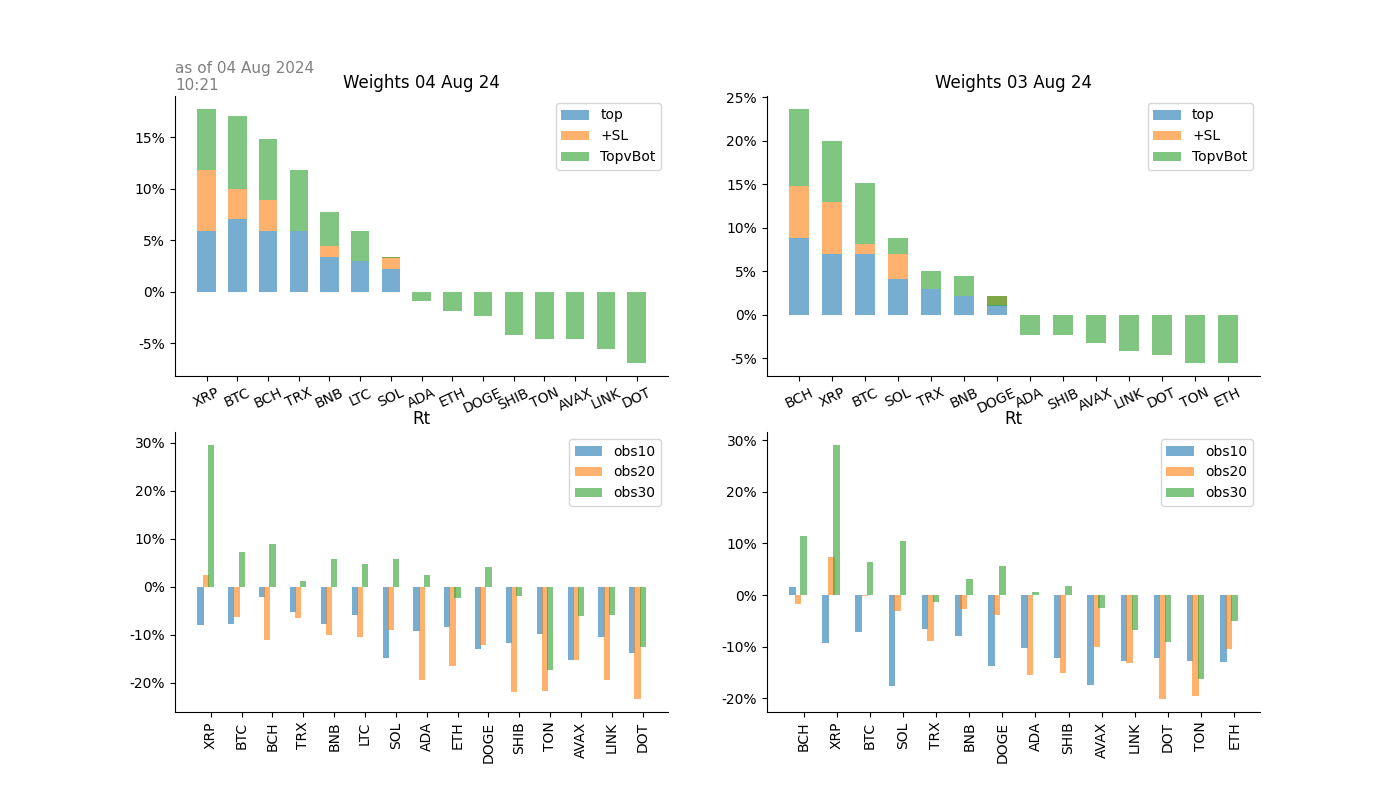 as of 04 Aug 2024
10:21
Weights 04 Aug 24
top
+SL
TopvBot
15%
10%
5%
0%
-5%
XRP BTC BCH TRX BNB LTC SOL ADA ETH DOGE SHIB TON AVAX LINK DOT
Weights 03 Aug 24
top
+SL
TopvBot
25%
20%
15%
10%
5%
0%
-5%
BCH XRP BTC SOL TRX BNB DOGE ADA SHIB AVAX LINK DOT TON ETH
Rt
obs10
obs20
obs30
30%
20%
10%
0%
-10%
-20%
XRP BTC BCH TRX BNB LTC SOL ADA ETH DOGE SHIB TON AVAX LINK DOT
Rt
obs10
obs20
obs30
30%
20%
10%
0%
-10%
-20%
BCH XRP BTC SOL TRX BNB DOGE ADA SHIB AVAX LINK DOT TON ETH